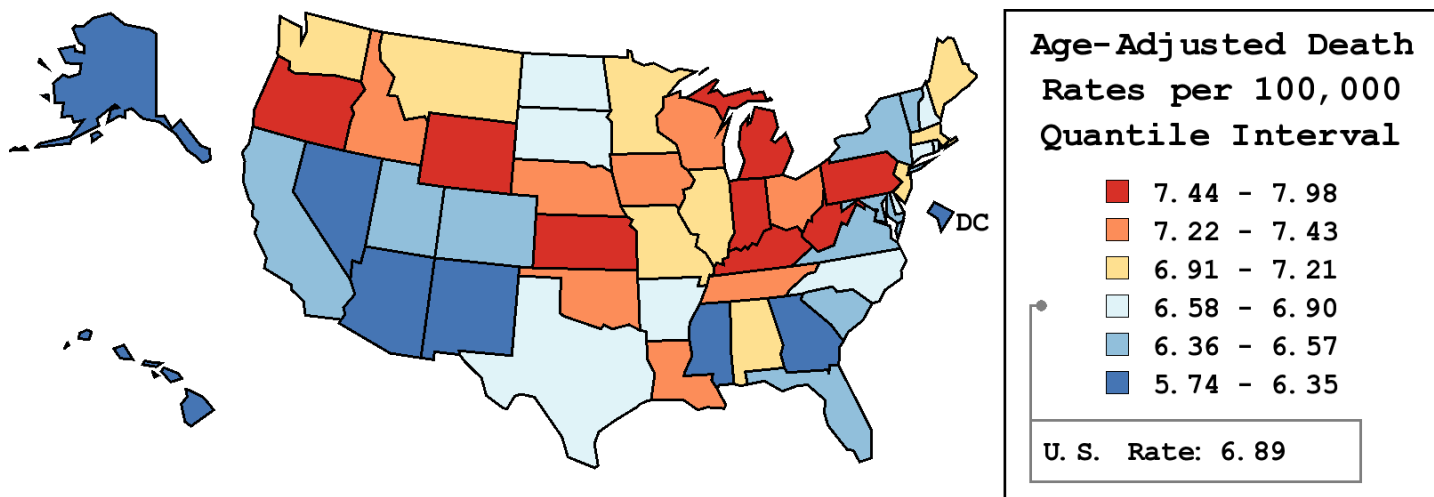 Age-Adjusted Death
Rates per 100,000
Quantile Interval
7.44 - 7.98
7.22 - 7.43
6.91 - 7.21
6.58 - 6.90
6.36 - 6.57
5.74 - 6.35
U.S. Rate: 6.89
DC